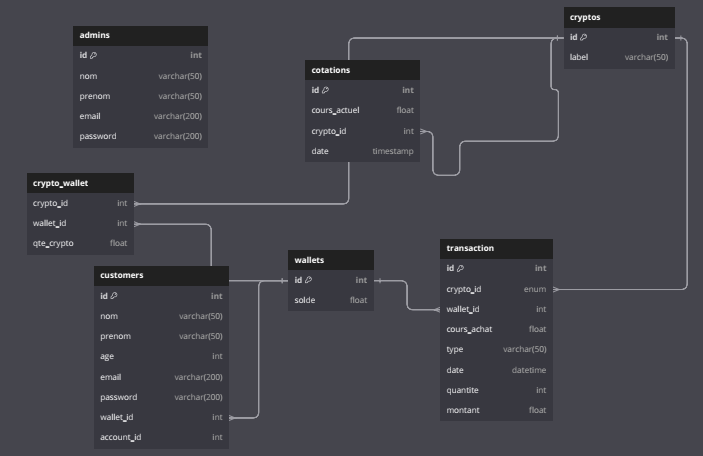 cryptos
id int
label varchar(50)
admins
id int
nom varchar(50)
prenom varchar(50)
email varchar(200)
password varchar(200)
cotations
id int
cours_actuel float
crypto_id int
date timestamp
crypto_wallet
crypto_id int
wallet_id int
qte_crypto float
customers
id int
nom varchar(50)
prenom varchar(50)
age int
email varchar(200)
password varchar(200)
wallet_id int
account_id int
wallets
id int
solde float
transaction
id int
crypto_id enum
wallet_id int
cours_achat float
type varchar(50)
date datetime
quantite int
montant float